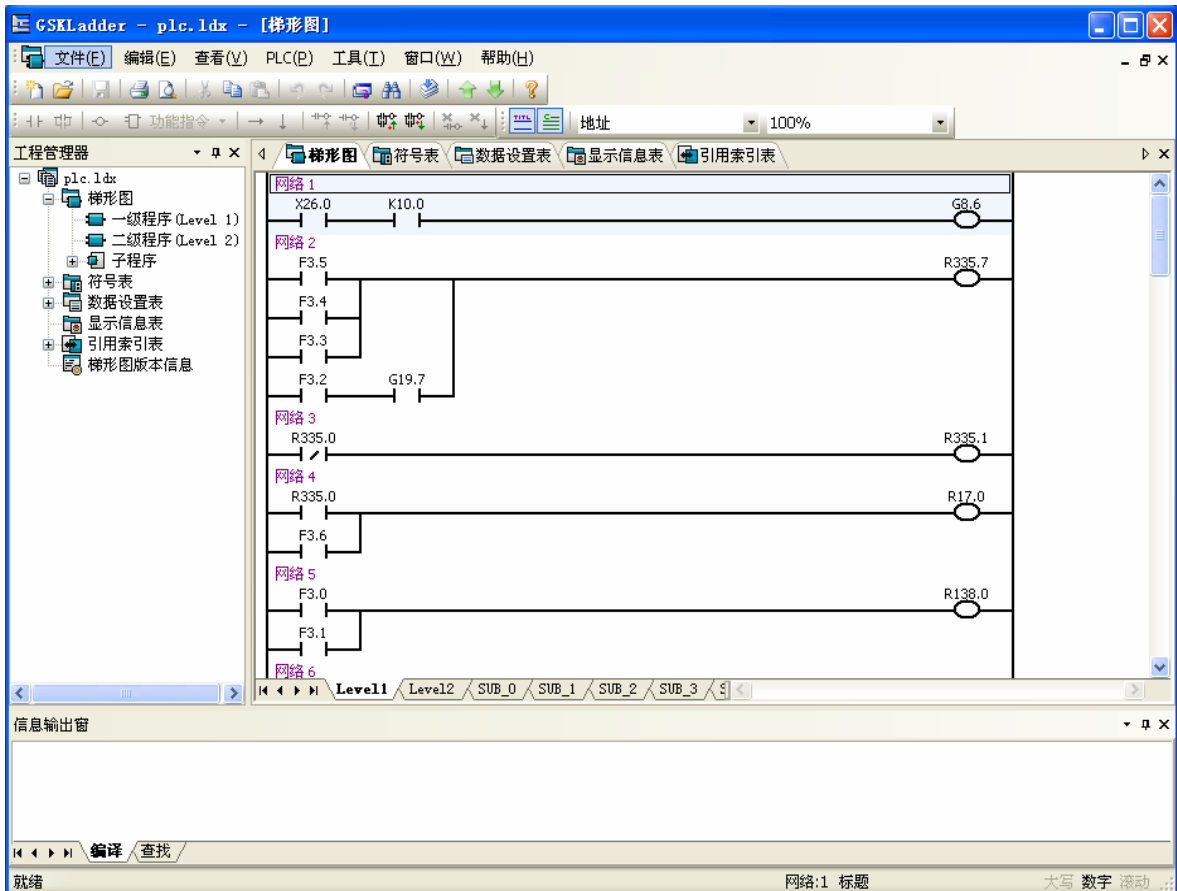 GSKLadder - plc.ldx - [梯形图]
文件(F) 编辑(E) 查看(V) PLC(P) 工具(T) 窗口(W) 帮助(H)
功能指令 地址 100%
工程管理器
plc.ldx
梯形图
一级程序(Level 1)
二级程序(Level 2)
子程序
符号表
数据设置表
显示信息表
引用索引表
梯形图版本信息
梯形图 符号表 数据设置表 显示信息表 引用索引表
网络 1
X26.0 K10.0 G8.6
网络 2
F3.5 R335.7
F3.4
F3.3
F3.2 G19.7
网络 3
R335.0 R335.1
网络 4
R335.0 R17.0
F3.6
网络 5
F3.0 R138.0
F3.1
网络 6
Level1 Level2 SUB_0 SUB_1 SUB_2 SUB_3
信息输出窗
编译 查找
就绪 网络:1 标题 大写 数字 滚动